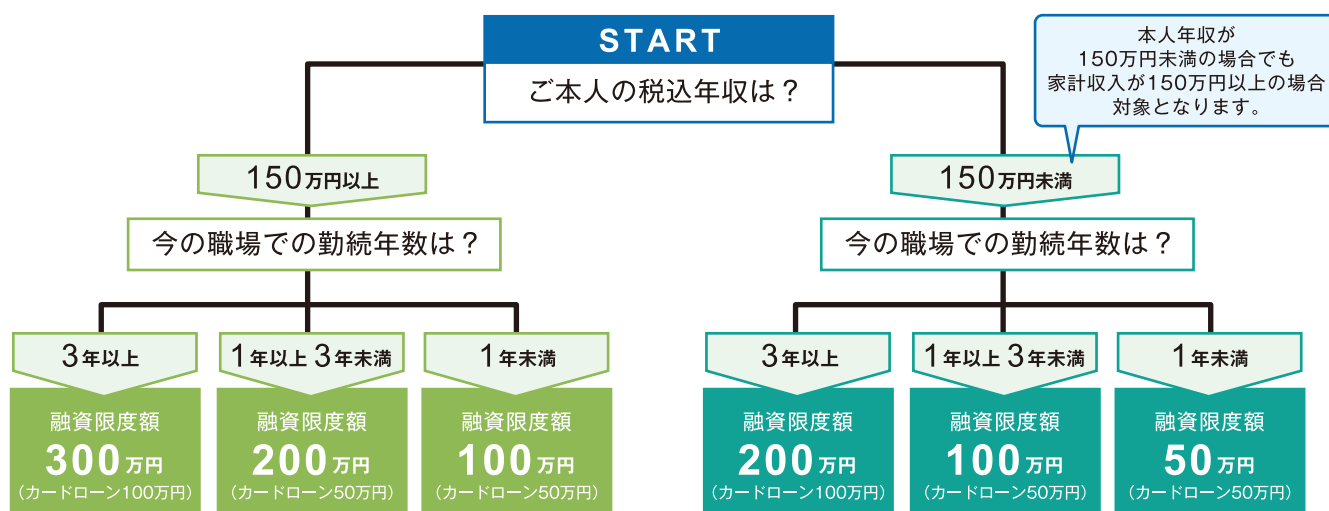 START
ご本人の税込年収は？
本人年収が
150万円未満の場合でも
家計収入が150万円以上の場合
対象となります。
150万円以上
今の職場での勤続年数は？
3年以上
融資限度額
300万円
（カードローン100万円）
1年以上 3年未満
融資限度額
200万円
（カードローン50万円）
1年未満
融資限度額
100万円
（カードローン50万円）
150万円未満
今の職場での勤続年数は？
3年以上
融資限度額
200万円
（カードローン100万円）
1年以上 3年未満
融資限度額
100万円
（カードローン50万円）
1年未満
融資限度額
50万円
（カードローン50万円）